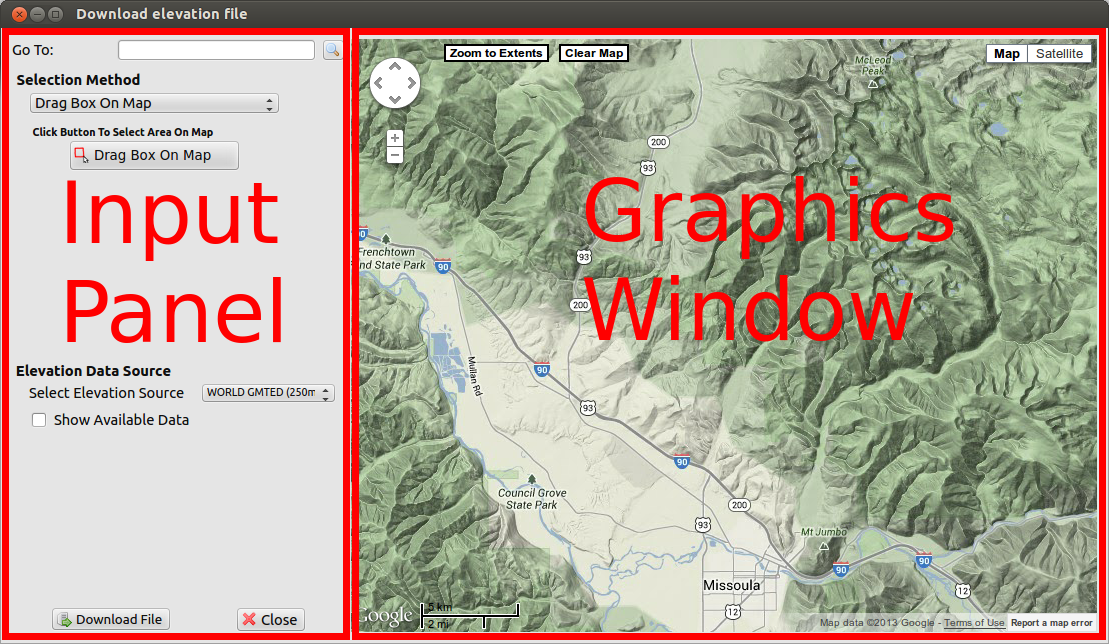 Download elevation file
Go To:
Selection Method
Drag Box On Map
Click Button To Select Area On Map
Drag Box On Map
Input
Panel
Elevation Data Source
Select Elevation Source
WORLD GMTED (250m
Show Available Data
Download File
Close
Zoom to Extents
Clear Map
Map
Satellite
McLeod
Peak
+
−
200
93
Graphics
Window
93
200
90
Frenchtown
nd State Park
90
Mullan Rd
90
93
90
Council Grove
State Park
200
93
Mt Jumbo
90
90
Missoula
12
12
Google
5 km
2 mi
Map data ©2013 Google - Terms of Use
Report a map error